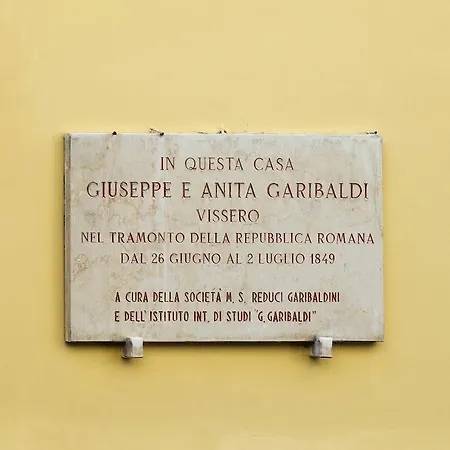 IN QUESTA CASA
GIUSEPPE E ANITA GARIBALDI
VISSERO
NEL TRAMONTO DELLA REPUBBLICA ROMANA
DAL 26 GIUGNO AL 2 LUGLIO 1849
A CURA DELLA SOCIETÀ M. S. REDUCI GARIBALDINI
E DELL'ISTITUTO INT. DI STUDI "G. GARIBALDI"